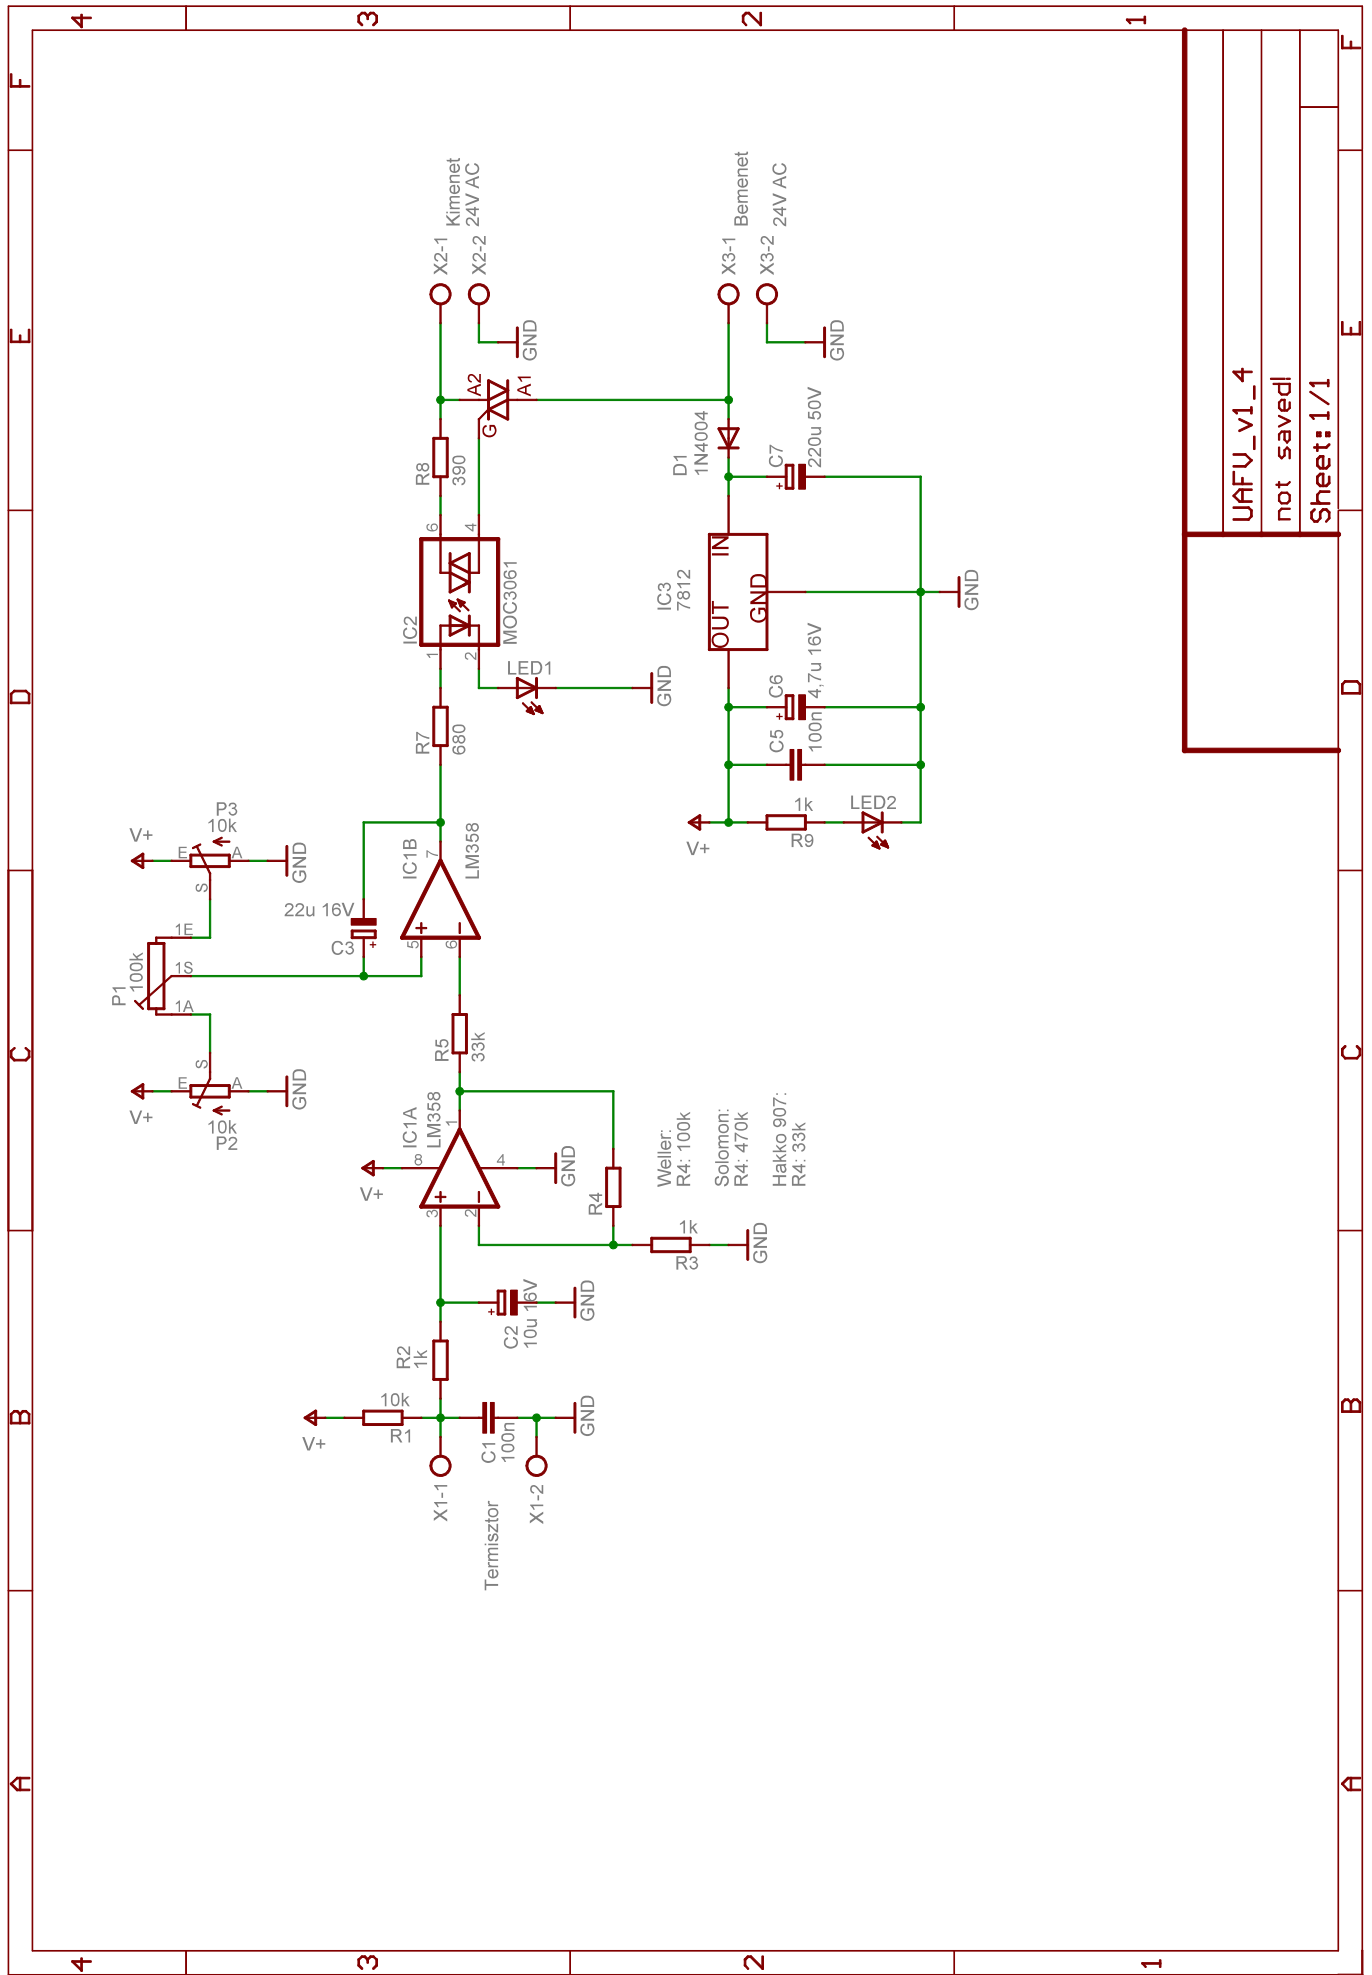 A
B
C
D
E
F
4
4
V+
V+
P1
100k
1A
1S
1E
E
S
A
10k
P2
GND
E
S
A
P3
10k
GND
3
3
V+
10k
R1
X1-1
Termisztor
X1-2
C1
100n
GND
R2
1k
C2
10u 16V
GND
V+
3
2
8
4
1
IC1A
LM358
GND
R4
1k
R3
GND
Weller:
R4: 100k
Solomon:
R4: 470k
Hakko 907:
R4: 33k
R5
33k
22u 16V
C3
+
5
6
7
IC1B
LM358
R7
680
IC2
1
2
6
4
MOC3061
LED1
GND
R8
390
G
A2
A1
X2-1
X2-2
Kimenet
24V AC
GND
2
2
V+
1k
R9
LED2
C5
100n
C6
4,7u 16V
+
IC3
7812
OUT
IN
GND
GND
D1
1N4004
C7
220u 50V
+
X3-1
X3-2
Bemenet
24V AC
GND
1
1
UAFV_v1_4
not saved!
Sheet: 1/1
A
B
C
D
E
F